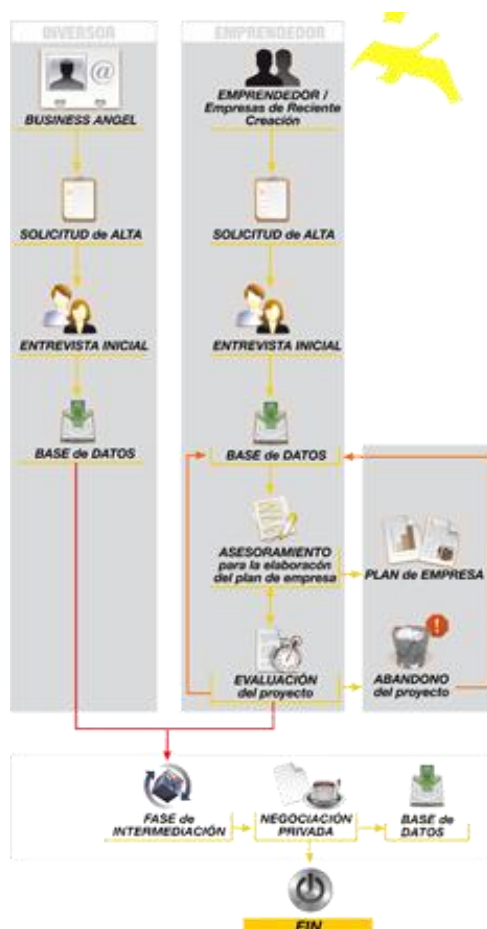 INVERSOR
BUSINESS ANGEL
SOLICITUD de ALTA
ENTREVISTA INICIAL
BASE de DATOS
EMPRENDEDOR
EMPRENDEDOR /
Empresas de Reciente
Creación
SOLICITUD de ALTA
ENTREVISTA INICIAL
BASE de DATOS
ASESORAMIENTO
para la elaboracón
del plan de empresa
PLAN de EMPRESA
EVALUACIÓN
del proyecto
ABANDONO
del proyecto
FASE de
INTERMEDIACIÓN
NEGOCIACIÓN
PRIVADA
BASE de
DATOS
FIN